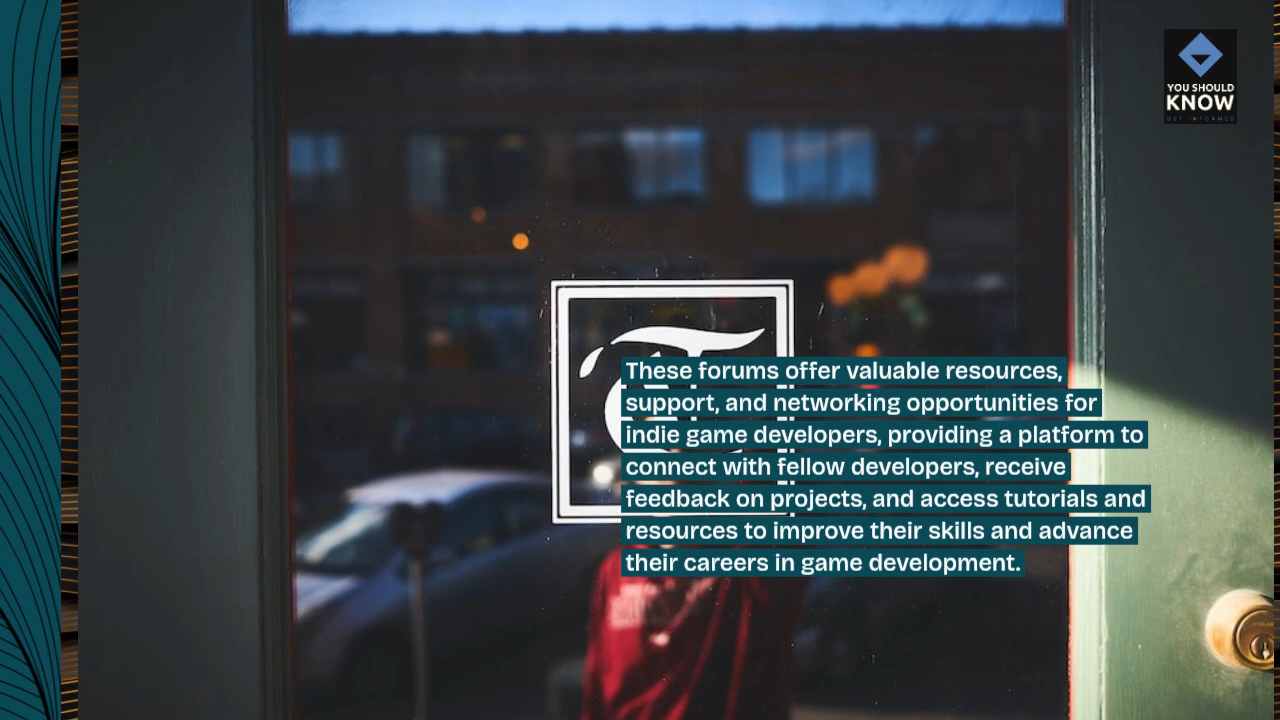 YOU SHOULD
KNOW
GET INFORMED
T
These forums offer valuable resources,
support, and networking opportunities for
indie game developers, providing a platform to
connect with fellow developers, receive
feedback on projects, and access tutorials and
resources to improve their skills and advance
their careers in game development.